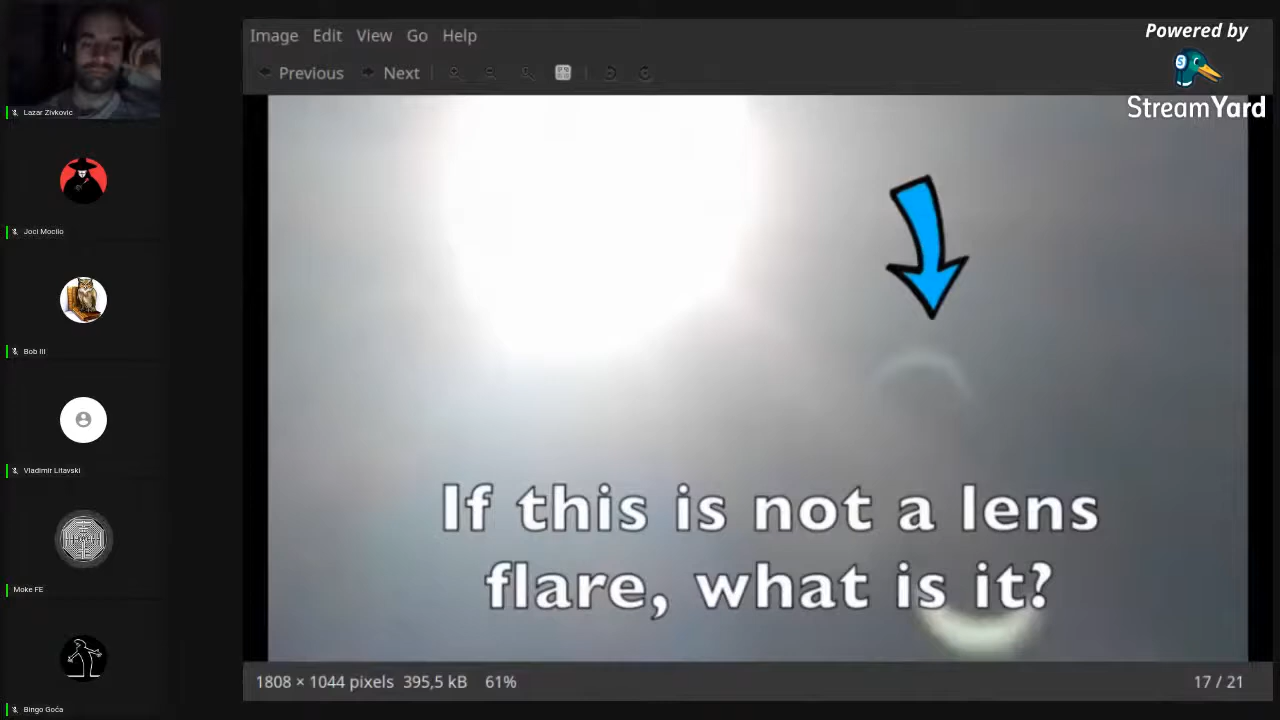 Image Edit View Go Help
Previous Next
Powered by
StreamYard
Lazar Zivkovic
Joci Mocilo
Bob III
Vladimir Litavski
Moke FE
Bingo Goća
If this is not a lens
flare, what is it?
1808 × 1044 pixels 395,5 kB 61% 17 / 21